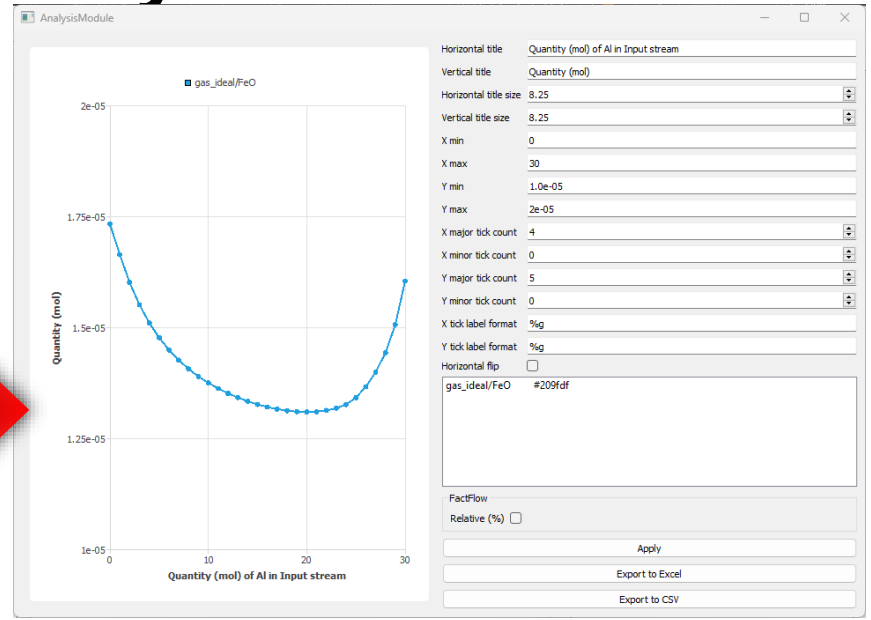 AnalysisModule
gas_ideal/FeO
2e-05
1.75e-05
1.5e-05
1.25e-05
1e-05
Quantity (mol)
0 10 20 30
Quantity (mol) of Al in Input stream
Horizontal title Quantity (mol) of Al in Input stream
Vertical title Quantity (mol)
Horizontal title size 8.25
Vertical title size 8.25
X min 0
X max 30
Y min 1.0e-05
Y max 2e-05
X major tick count 4
X minor tick count 0
Y major tick count 5
Y minor tick count 0
X tick label format %g
Y tick label format %g
Horizontal flip
gas_ideal/FeO #209fdf
FactFlow
Relative (%)
Apply
Export to Excel
Export to CSV